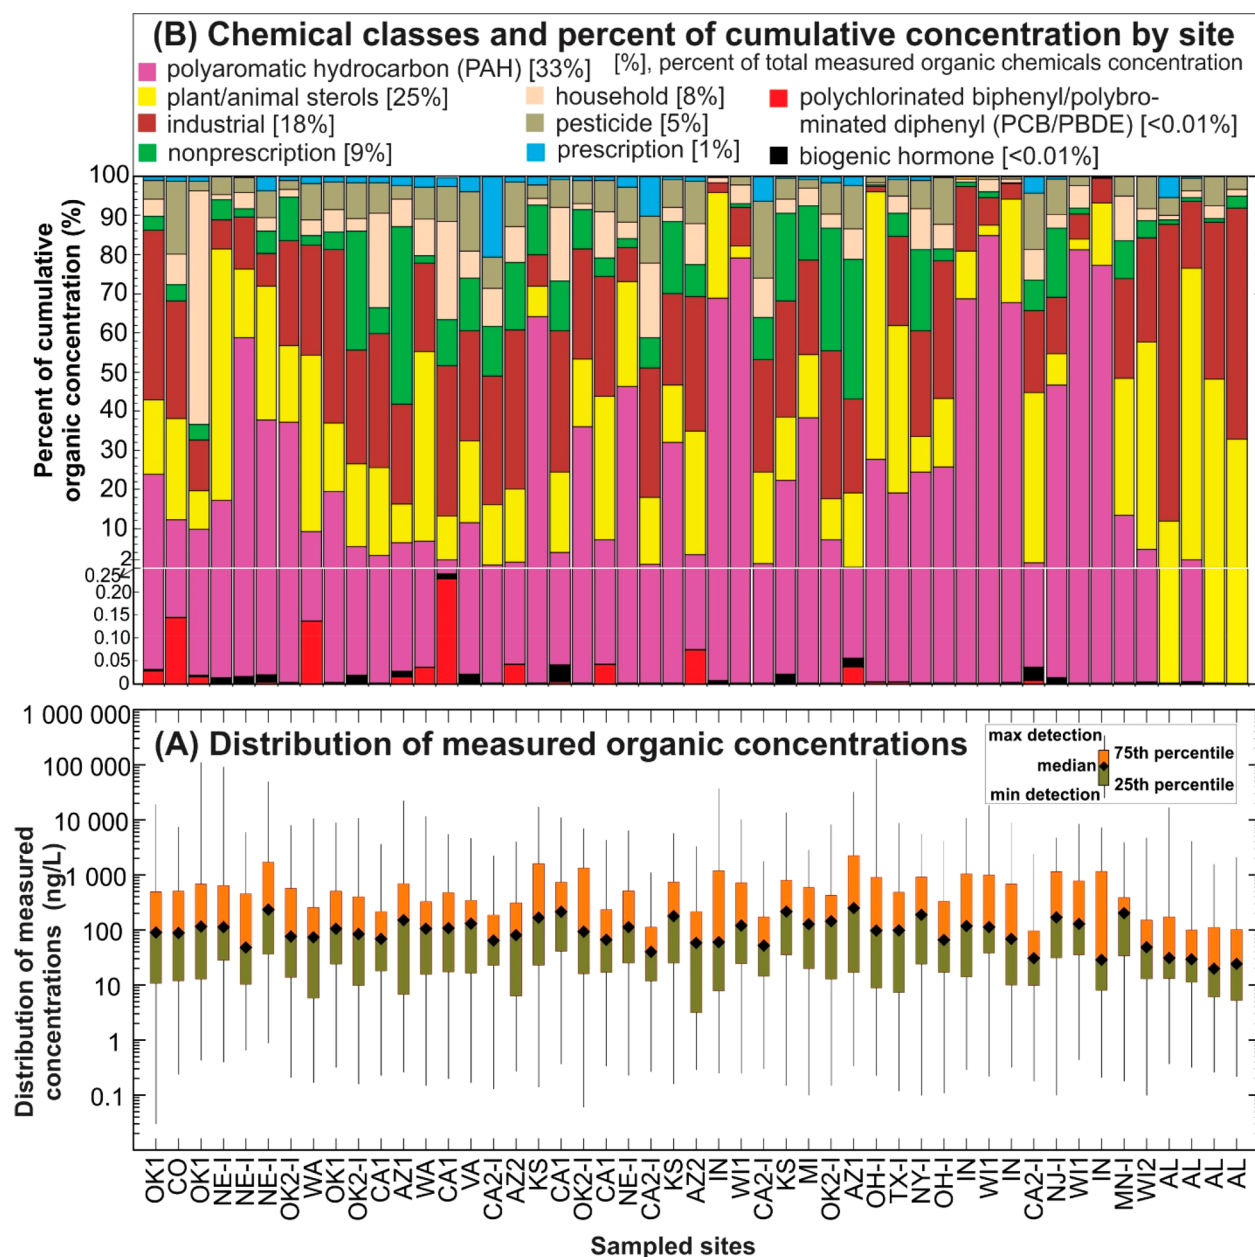 (B) Chemical classes and percent of cumulative concentration by site
polyaromatic hydrocarbon (PAH) [33%] [%], percent of total measured organic chemicals concentration
plant/animal sterols [25%] household [8%] polychlorinated biphenyl/polybro-
industrial [18%] pesticide [5%] minated diphenyl (PCB/PBDE) [<0.01%]
nonprescription [9%] prescription [1%] biogenic hormone [<0.01%]
Percent of cumulative
organic concentration (%)
100
90
80
70
60
50
40
30
20
10
2
0.25
0.20
0.15
0.10
0.05
0
(A) Distribution of measured organic concentrations
max detection
75th percentile
median
25th percentile
min detection
Distribution of measured
concentrations (ng/L)
1 000 000
100 000
10 000
1 000
100
10
1
0.1
OK1 CO OK1 NE-I NE-I NE-I OK2-I WA OK1 OK2-I CA1 AZ1 WA CA1 VA CA2-I AZ2 KS CA1 OK2-I CA1 NE-I CA2-I KS AZ2 IN WI1 CA2-I KS MI OK2-I AZ1 OH-I TX-I NY-I OH-I IN WI1 IN CA2-I NJ-I WI1 IN MN-I WI2 AL AL AL AL
Sampled sites